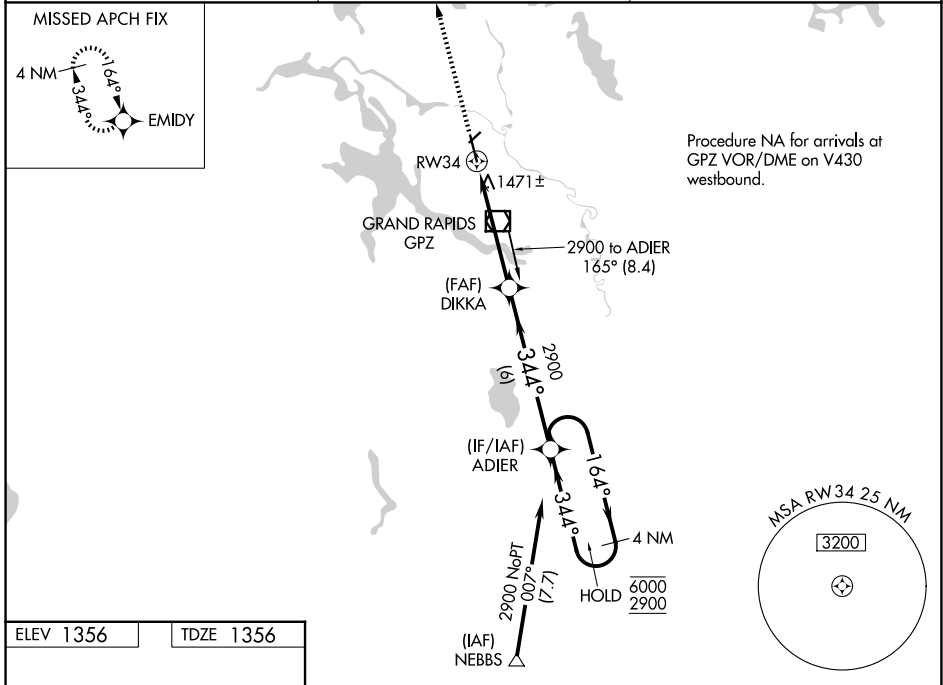 MISSED APCH FIX
4 NM
164°
344°
EMIDY
RW34
1471±
Procedure NA for arrivals at
GPZ VOR/DME on V430
westbound.
GRAND RAPIDS
GPZ
2900 to ADIER
165° (8.4)
(FAF)
DIKKA
2900
344°
(6)
(IF/IAF)
ADIER
164°
344°
4 NM
HOLD
6000
2900
2900 NoPT
007°
(7.7)
(IAF)
NEBBS
MSA RW34 25 NM
3200
ELEV 1356
TDZE 1356